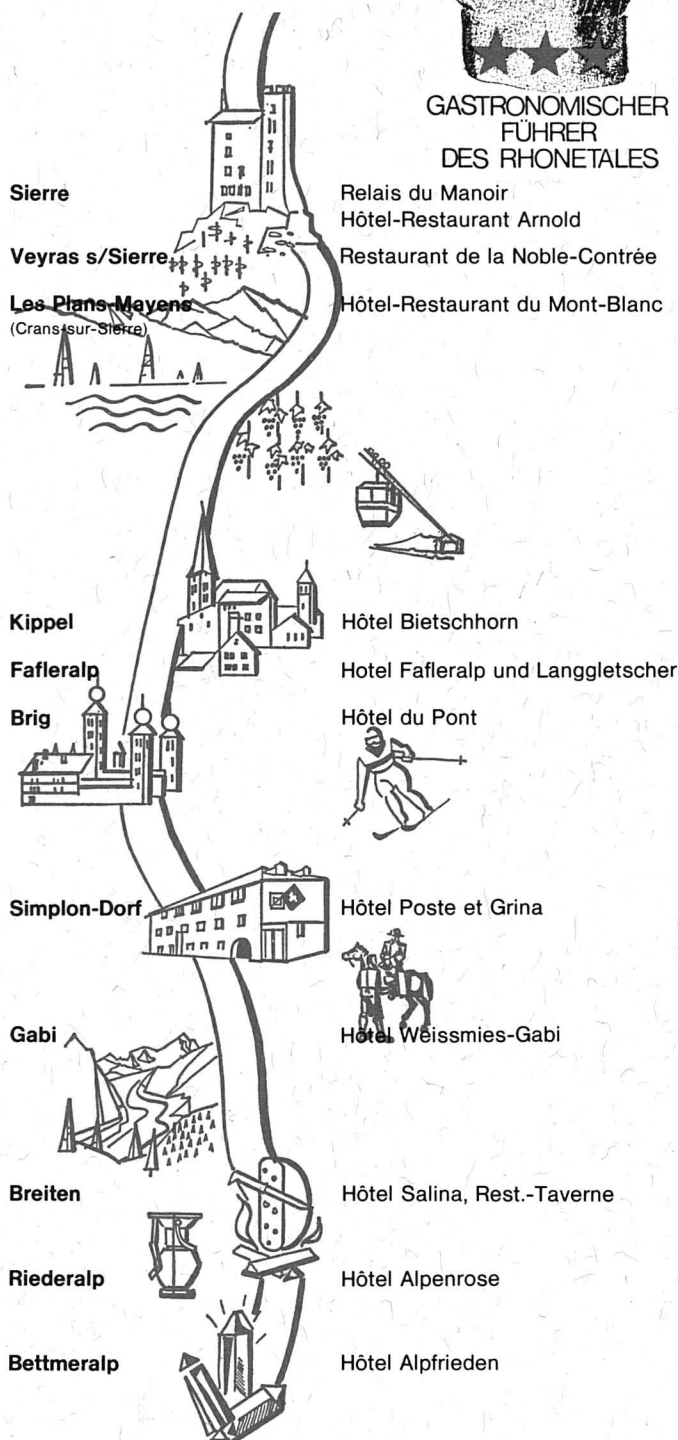 GASTRONOMISCHER
FÜHRER
DES RHONETALES
Sierre Relais du Manoir
Hôtel-Restaurant Arnold
Veyras s/Sierre Restaurant de la Noble-Contrée
Les Plans-Mayens Hôtel-Restaurant du Mont-Blanc
(Crans-sur-Sierre)
Kippel Hôtel Bietschhorn
Fafleralp Hotel Fafleralp und Langgletscher
Brig Hôtel du Pont
Simplon-Dorf Hôtel Poste et Grina
Gabi Hôtel Weissmies-Gabi
Breiten Hôtel Salina, Rest.-Taverne
Riederalp Hôtel Alpenrose
Bettmeralp Hôtel Alpfrieden